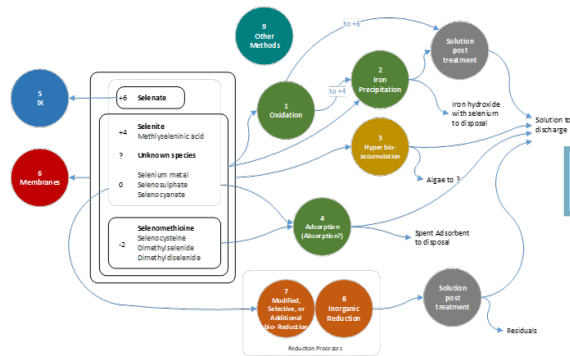 9
Other
Methods
to +6
Solution
post
treatment
5
IX
+6 Selenate
2
Iron
Precipitation
to +4
1
Oxidation
Iron hydroxide
with selenium
to disposal
Solution to
discharge
+4 Selenite
Methylseleninic acid
? Unknown species
3
Hyper bio-
accumulation
6
Membranes
0 Selenium metal
Selenosulphate
Selenocyanate
Algae to ?
4
Adsorption
(Absorption?)
-2 Selenomethioine
Selenocysteine
Dimethylselenide
Dimethyldiselenide
Spent Adsorbent
to disposal
7
Modified,
Selective, or
Additional
bio- Reduction
8
Inorganic
Reduction
Solution
post
treatment
Residuals
Reduction Processes